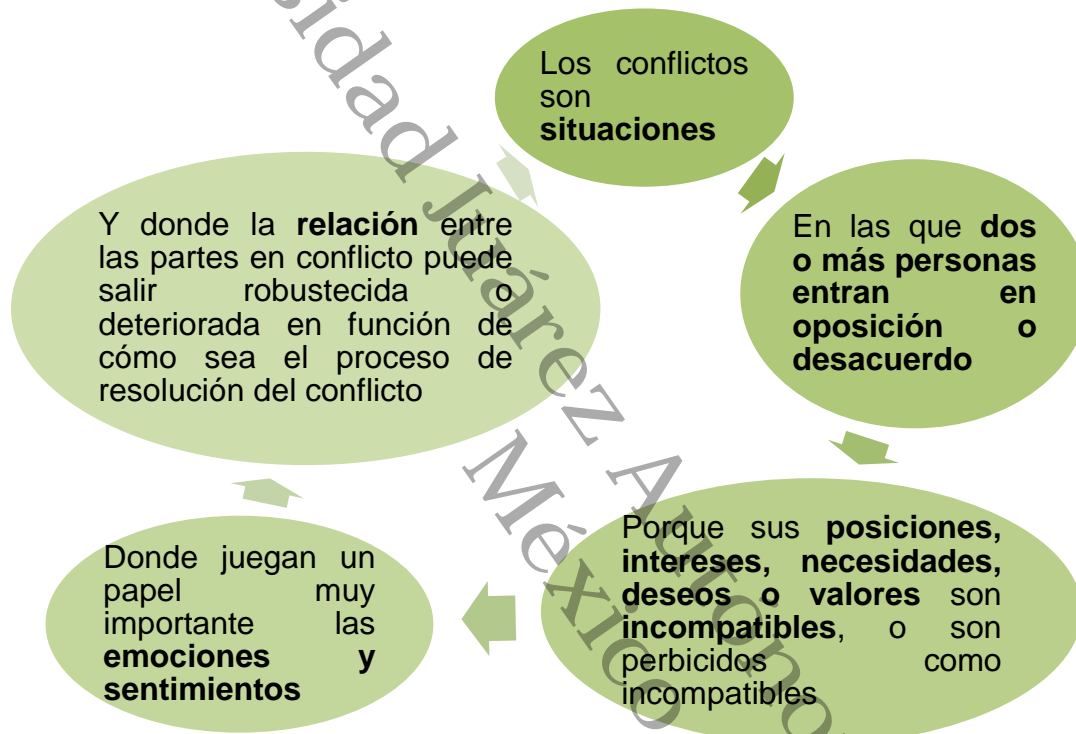 Los conflictos
son
situaciones
En las que dos
o más personas
entran en
oposición o
desacuerdo
Porque sus posiciones,
intereses, necesidades,
deseos o valores son
incompatibles, o son
perbicidos como
incompatibles
Donde juegan un
papel muy
importante las
emociones y
sentimientos
Y donde la relación entre
las partes en conflicto puede
salir robustecida o
deteriorada en función de
cómo sea el proceso de
resolución del conflicto
Juárez
México